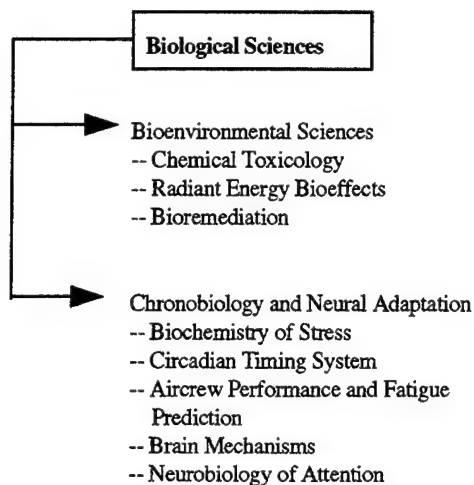 Biological Sciences
Bioenvironmental Sciences
-- Chemical Toxicology
-- Radiant Energy Bioeffects
-- Bioremediation
Chronobiology and Neural Adaptation
-- Biochemistry of Stress
-- Circadian Timing System
-- Aircrew Performance and Fatigue
Prediction
-- Brain Mechanisms
-- Neurobiology of Attention